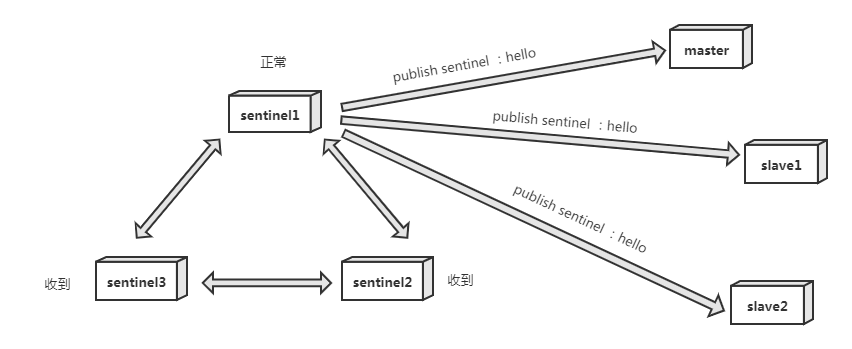 正常
sentinel1
publish sentinel ：hello
master
publish sentinel ：hello
slave1
publish sentinel ：hello
收到
sentinel3
sentinel2
收到
slave2